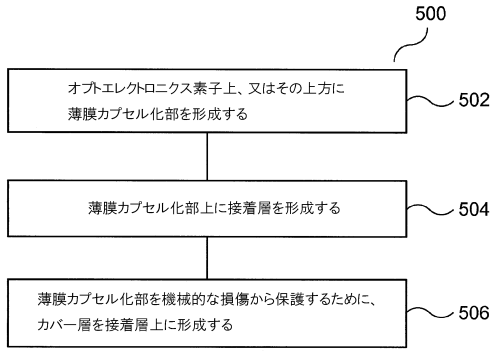 500
オプトエレクトロニクス素子上、又はその上方に
薄膜カプセル化部を形成する
502
薄膜カプセル化部上に接着層を形成する
504
薄膜カプセル化部を機械的な損傷から保護するために、
カバー層を接着層上に形成する
506